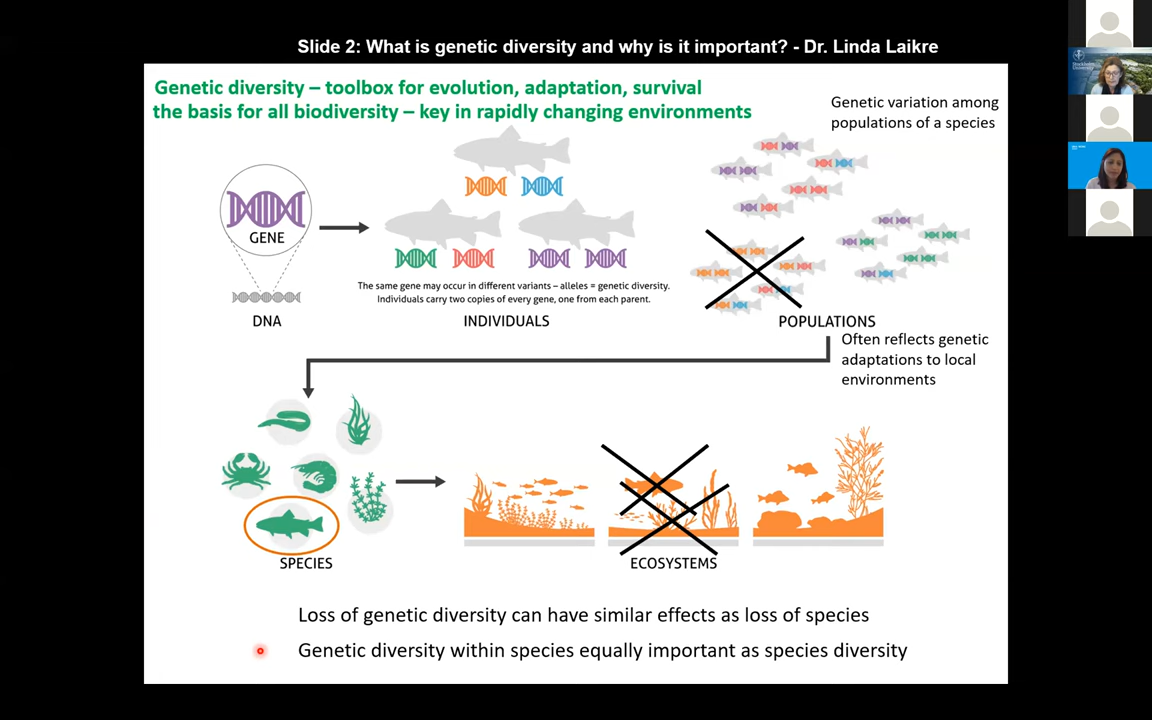 Slide 2: What is genetic diversity and why is it important? - Dr. Linda Laikre
Genetic diversity – toolbox for evolution, adaptation, survival
the basis for all biodiversity – key in rapidly changing environments
Genetic variation among
populations of a species
GENE
DNA
The same gene may occur in different variants – alleles = genetic diversity.
Individuals carry two copies of every gene, one from each parent.
INDIVIDUALS
POPULATIONS
Often reflects genetic
adaptations to local
environments
SPECIES
ECOSYSTEMS
Loss of genetic diversity can have similar effects as loss of species
Genetic diversity within species equally important as species diversity
Stockholm
University